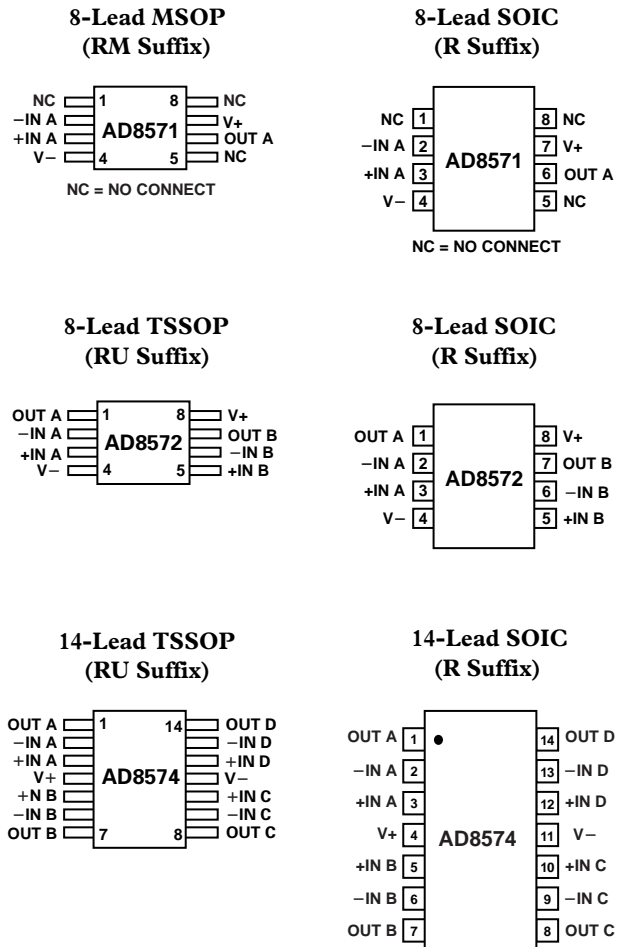 8-Lead MSOP
(RM Suffix)
NC 1 8 NC
−IN A V+
+IN A AD8571 OUT A
V− 4 5 NC
NC = NO CONNECT
8-Lead SOIC
(R Suffix)
NC 1 8 NC
−IN A 2 7 V+
AD8571
+IN A 3 6 OUT A
V− 4 5 NC
NC = NO CONNECT
8-Lead TSSOP
(RU Suffix)
OUT A 1 8 V+
−IN A OUT B
+IN A AD8572 −IN B
V− 4 5 +IN B
8-Lead SOIC
(R Suffix)
OUT A 1 8 V+
−IN A 2 7 OUT B
AD8572
+IN A 3 6 −IN B
V− 4 5 +IN B
14-Lead TSSOP
(RU Suffix)
OUT A 1 14 OUT D
−IN A −IN D
+IN A +IN D
V+ AD8574 V−
+N B +IN C
−IN B −IN C
OUT B 7 8 OUT C
14-Lead SOIC
(R Suffix)
OUT A 1 14 OUT D
−IN A 2 13 −IN D
+IN A 3 12 +IN D
V+ 4 AD8574 11 V−
+IN B 5 10 +IN C
−IN B 6 9 −IN C
OUT B 7 8 OUT C